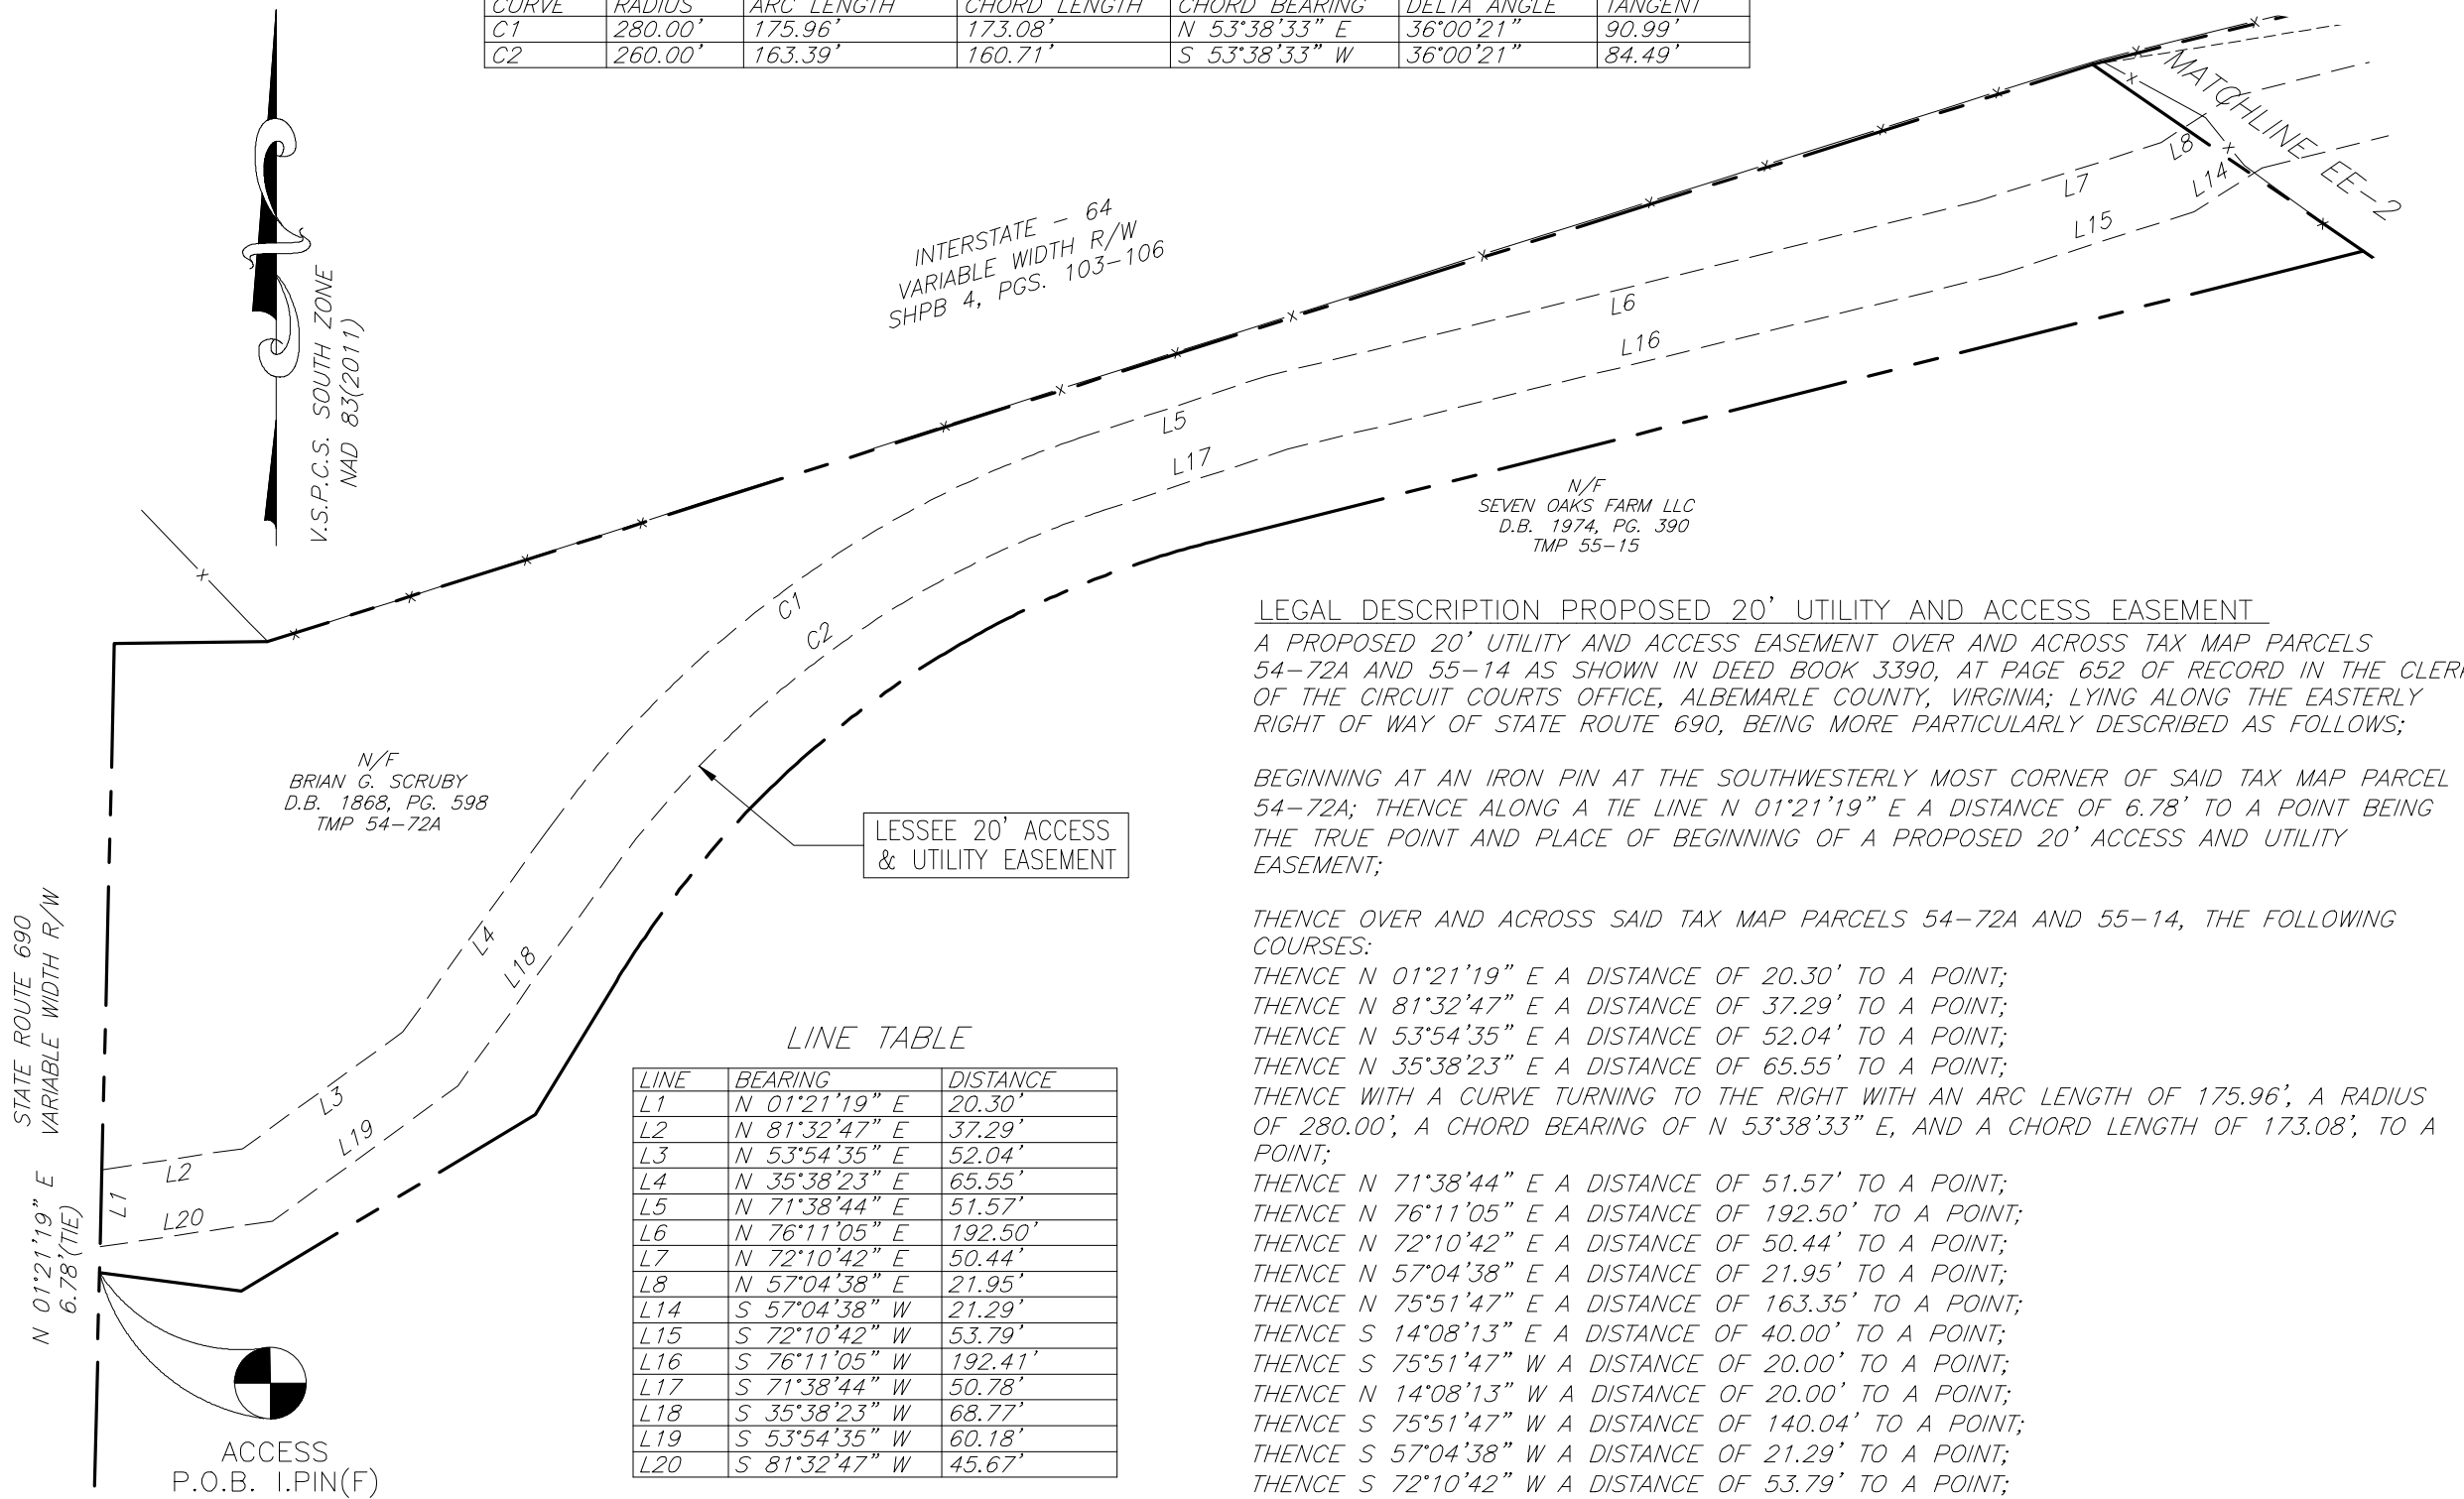 CURVE RADIUS ARC LENGTH CHORD LENGTH CHORD BEARING DELTA ANGLE TANGENT
C1 280.00' 175.96' 173.08' N 53°38'33" E 36°00'21" 90.99'
C2 260.00' 163.39' 160.71' S 53°38'33" W 36°00'21" 84.49'
V.S.P.C.S. SOUTH ZONE
NAD 83(2011)
INTERSTATE - 64
VARIABLE WIDTH R/W
SHPB 4, PGS. 103-106
MATCHLINE EE-2
L8
L14
L7
L15
L6
L16
L5
L17
C1
C2
N/F
SEVEN OAKS FARM LLC
D.B. 1974, PG. 390
TMP 55-15
N/F
BRIAN G. SCRUBY
D.B. 1868, PG. 598
TMP 54-72A
LESSEE 20' ACCESS
& UTILITY EASEMENT
L4
L18
L3
L19
L2
L1
L20
STATE ROUTE 690
VARIABLE WIDTH R/W
N 01°21'19" E
6.78'(TIE)
ACCESS
P.O.B. I.PIN(F)
LINE TABLE
LINE BEARING DISTANCE
L1 N 01°21'19" E 20.30'
L2 N 81°32'47" E 37.29'
L3 N 53°54'35" E 52.04'
L4 N 35°38'23" E 65.55'
L5 N 71°38'44" E 51.57'
L6 N 76°11'05" E 192.50'
L7 N 72°10'42" E 50.44'
L8 N 57°04'38" E 21.95'
L14 S 57°04'38" W 21.29'
L15 S 72°10'42" W 53.79'
L16 S 76°11'05" W 192.41'
L17 S 71°38'44" W 50.78'
L18 S 35°38'23" W 68.77'
L19 S 53°54'35" W 60.18'
L20 S 81°32'47" W 45.67'
LEGAL DESCRIPTION PROPOSED 20' UTILITY AND ACCESS EASEMENT
A PROPOSED 20' UTILITY AND ACCESS EASEMENT OVER AND ACROSS TAX MAP PARCELS
54-72A AND 55-14 AS SHOWN IN DEED BOOK 3390, AT PAGE 652 OF RECORD IN THE CLERK
OF THE CIRCUIT COURTS OFFICE, ALBEMARLE COUNTY, VIRGINIA; LYING ALONG THE EASTERLY
RIGHT OF WAY OF STATE ROUTE 690, BEING MORE PARTICULARLY DESCRIBED AS FOLLOWS;
BEGINNING AT AN IRON PIN AT THE SOUTHWESTERLY MOST CORNER OF SAID TAX MAP PARCEL
54-72A; THENCE ALONG A TIE LINE N 01°21'19" E A DISTANCE OF 6.78' TO A POINT BEING
THE TRUE POINT AND PLACE OF BEGINNING OF A PROPOSED 20' ACCESS AND UTILITY
EASEMENT;
THENCE OVER AND ACROSS SAID TAX MAP PARCELS 54-72A AND 55-14, THE FOLLOWING
COURSES:
THENCE N 01°21'19" E A DISTANCE OF 20.30' TO A POINT;
THENCE N 81°32'47" E A DISTANCE OF 37.29' TO A POINT;
THENCE N 53°54'35" E A DISTANCE OF 52.04' TO A POINT;
THENCE N 35°38'23" E A DISTANCE OF 65.55' TO A POINT;
THENCE WITH A CURVE TURNING TO THE RIGHT WITH AN ARC LENGTH OF 175.96', A RADIUS
OF 280.00', A CHORD BEARING OF N 53°38'33" E, AND A CHORD LENGTH OF 173.08', TO A
POINT;
THENCE N 71°38'44" E A DISTANCE OF 51.57' TO A POINT;
THENCE N 76°11'05" E A DISTANCE OF 192.50' TO A POINT;
THENCE N 72°10'42" E A DISTANCE OF 50.44' TO A POINT;
THENCE N 57°04'38" E A DISTANCE OF 21.95' TO A POINT;
THENCE N 75°51'47" E A DISTANCE OF 163.35' TO A POINT;
THENCE S 14°08'13" E A DISTANCE OF 40.00' TO A POINT;
THENCE S 75°51'47" W A DISTANCE OF 20.00' TO A POINT;
THENCE N 14°08'13" W A DISTANCE OF 20.00' TO A POINT;
THENCE S 75°51'47" W A DISTANCE OF 140.04' TO A POINT;
THENCE S 57°04'38" W A DISTANCE OF 21.29' TO A POINT;
THENCE S 72°10'42" W A DISTANCE OF 53.79' TO A POINT;